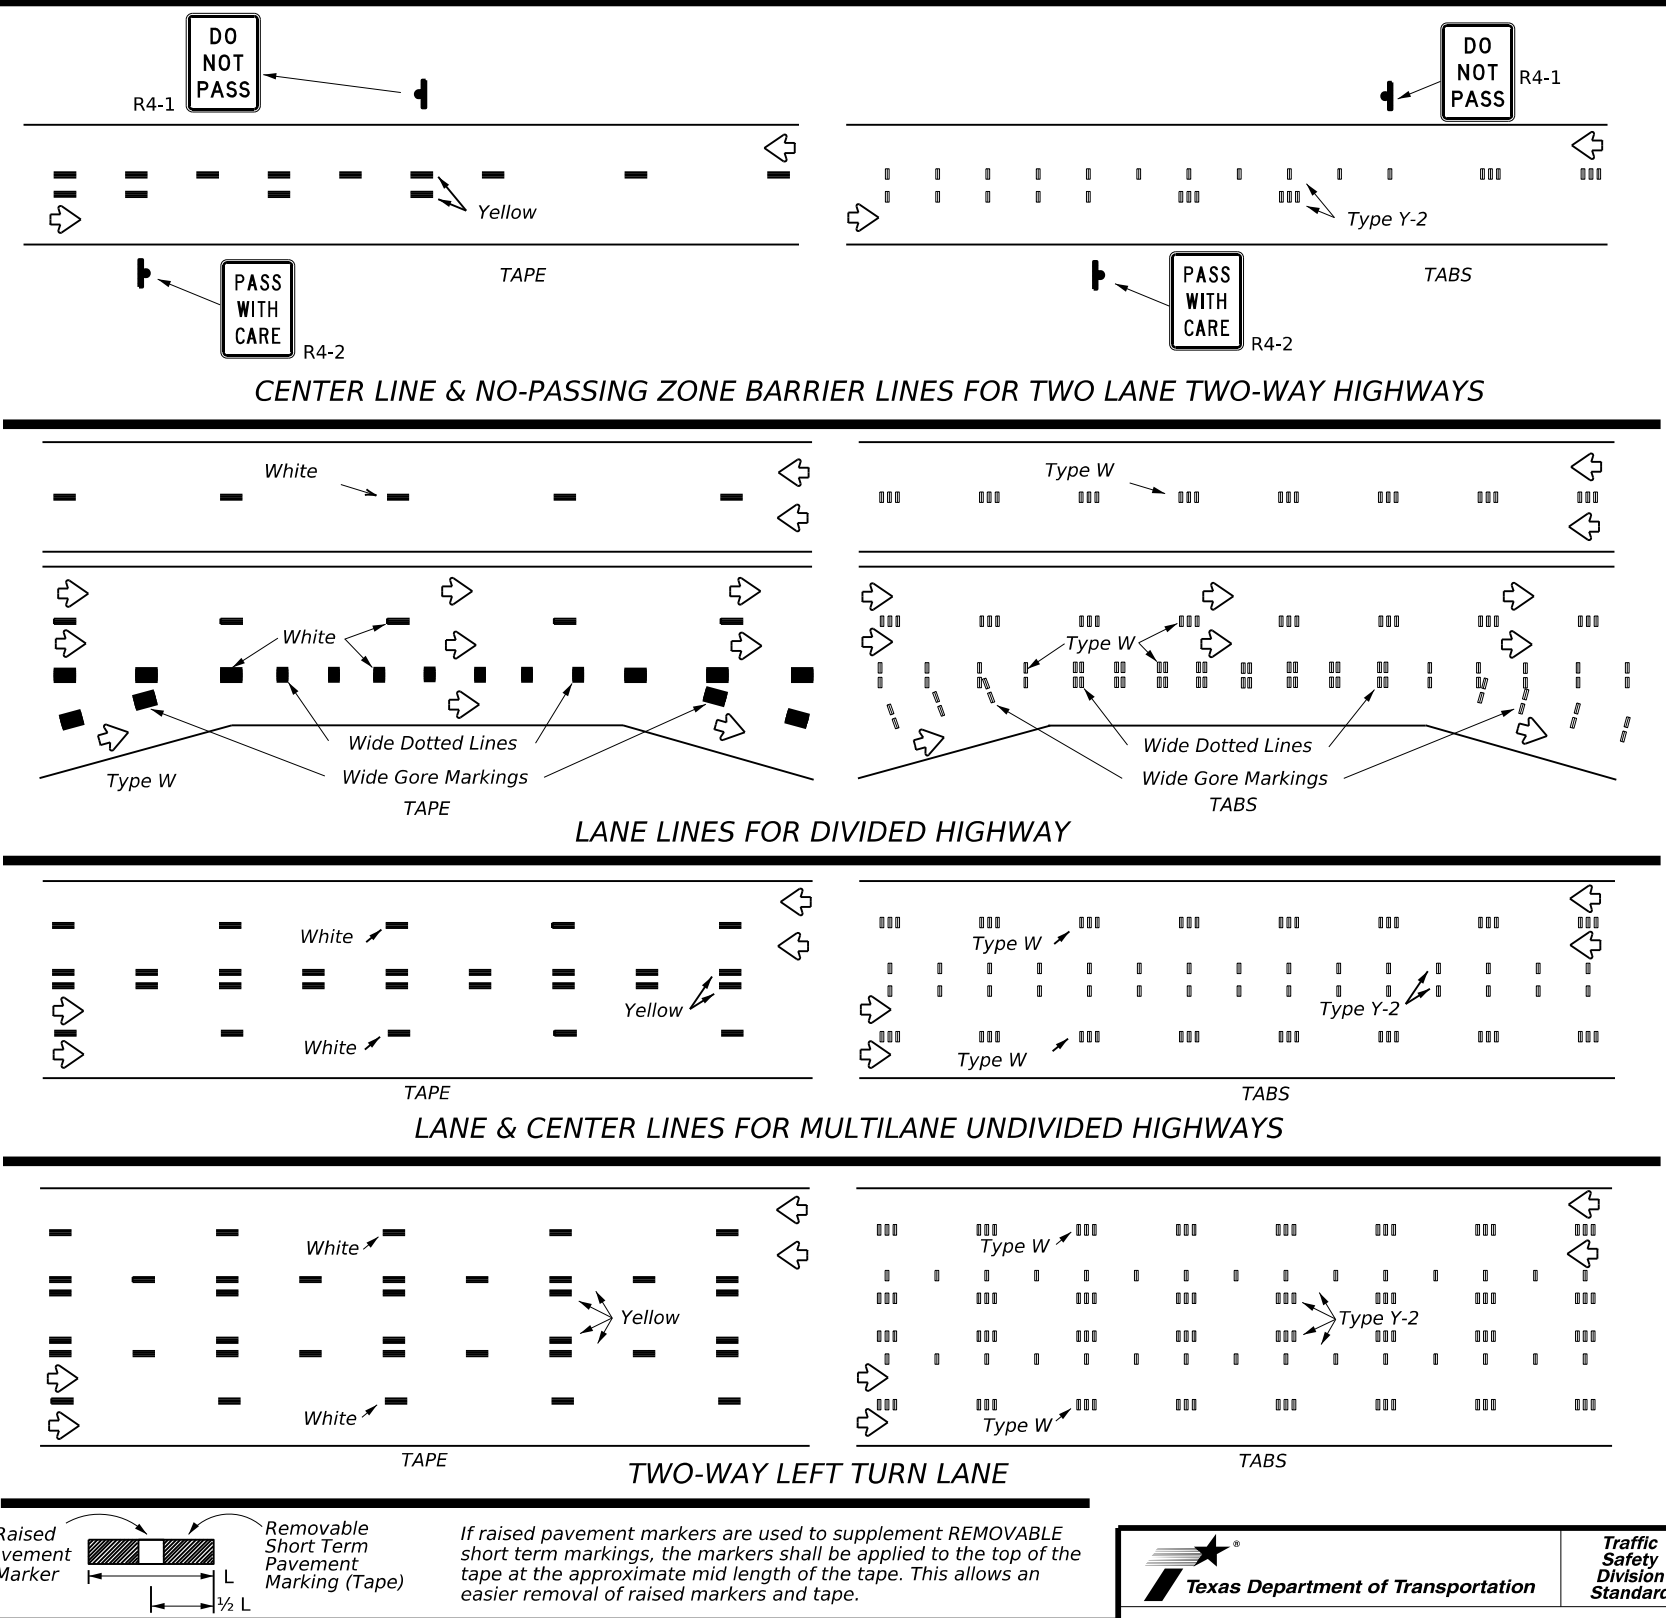 DO
NOT
PASS
R4-1
DO
NOT
PASS
R4-1
Yellow
Type Y-2
TAPE
TABS
PASS
WITH
CARE
R4-2
PASS
WITH
CARE
R4-2
CENTER LINE & NO-PASSING ZONE BARRIER LINES FOR TWO LANE TWO-WAY HIGHWAYS
White
Type W
White
Type W
Wide Dotted Lines
Wide Gore Markings
Type W
TAPE
Wide Dotted Lines
Wide Gore Markings
TABS
LANE LINES FOR DIVIDED HIGHWAY
White
Type W
Yellow
Type Y-2
White
Type W
TAPE
TABS
LANE & CENTER LINES FOR MULTILANE UNDIVIDED HIGHWAYS
White
Type W
Yellow
Type Y-2
White
Type W
TAPE
TABS
TWO-WAY LEFT TURN LANE
Raised
vement
Marker
Removable
Short Term
Pavement
Marking (Tape)
L
½ L
If raised pavement markers are used to supplement REMOVABLE
short term markings, the markers shall be applied to the top of the
tape at the approximate mid length of the tape. This allows an
easier removal of raised markers and tape.
®
Texas Department of Transportation
Traffic
Safety
Division
Standard